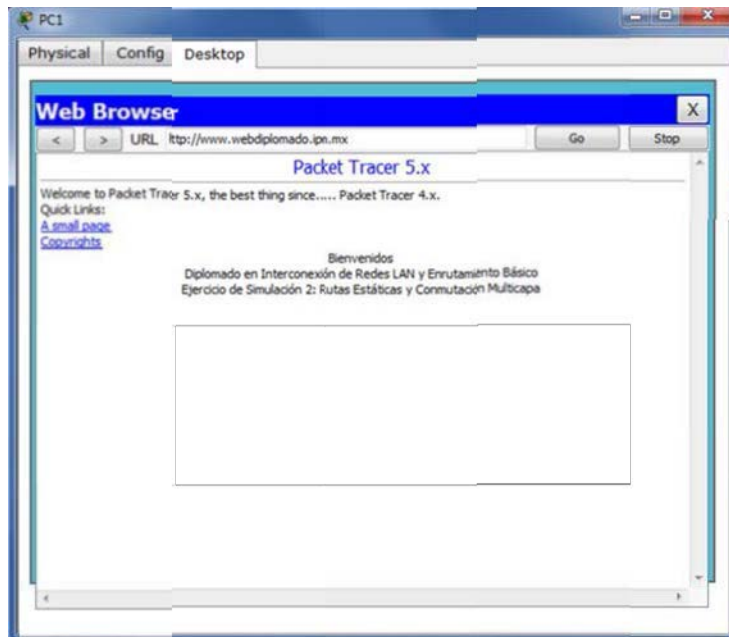 PC1
Physical Config Desktop
Web Browser X
< > URL ttp://www.webdiplomado.ipn.mx Go Stop
Packet Tracer 5.x
Welcome to Packet Tracer 5.x, the best thing since..... Packet Tracer 4.x.
Quick Links:
A small page
Copyrights
Bienvenidos
Diplomado en Interconexión de Redes LAN y Enrutamiento Básico
Ejercicio de Simulación 2: Rutas Estáticas y Conmutación Multicapa